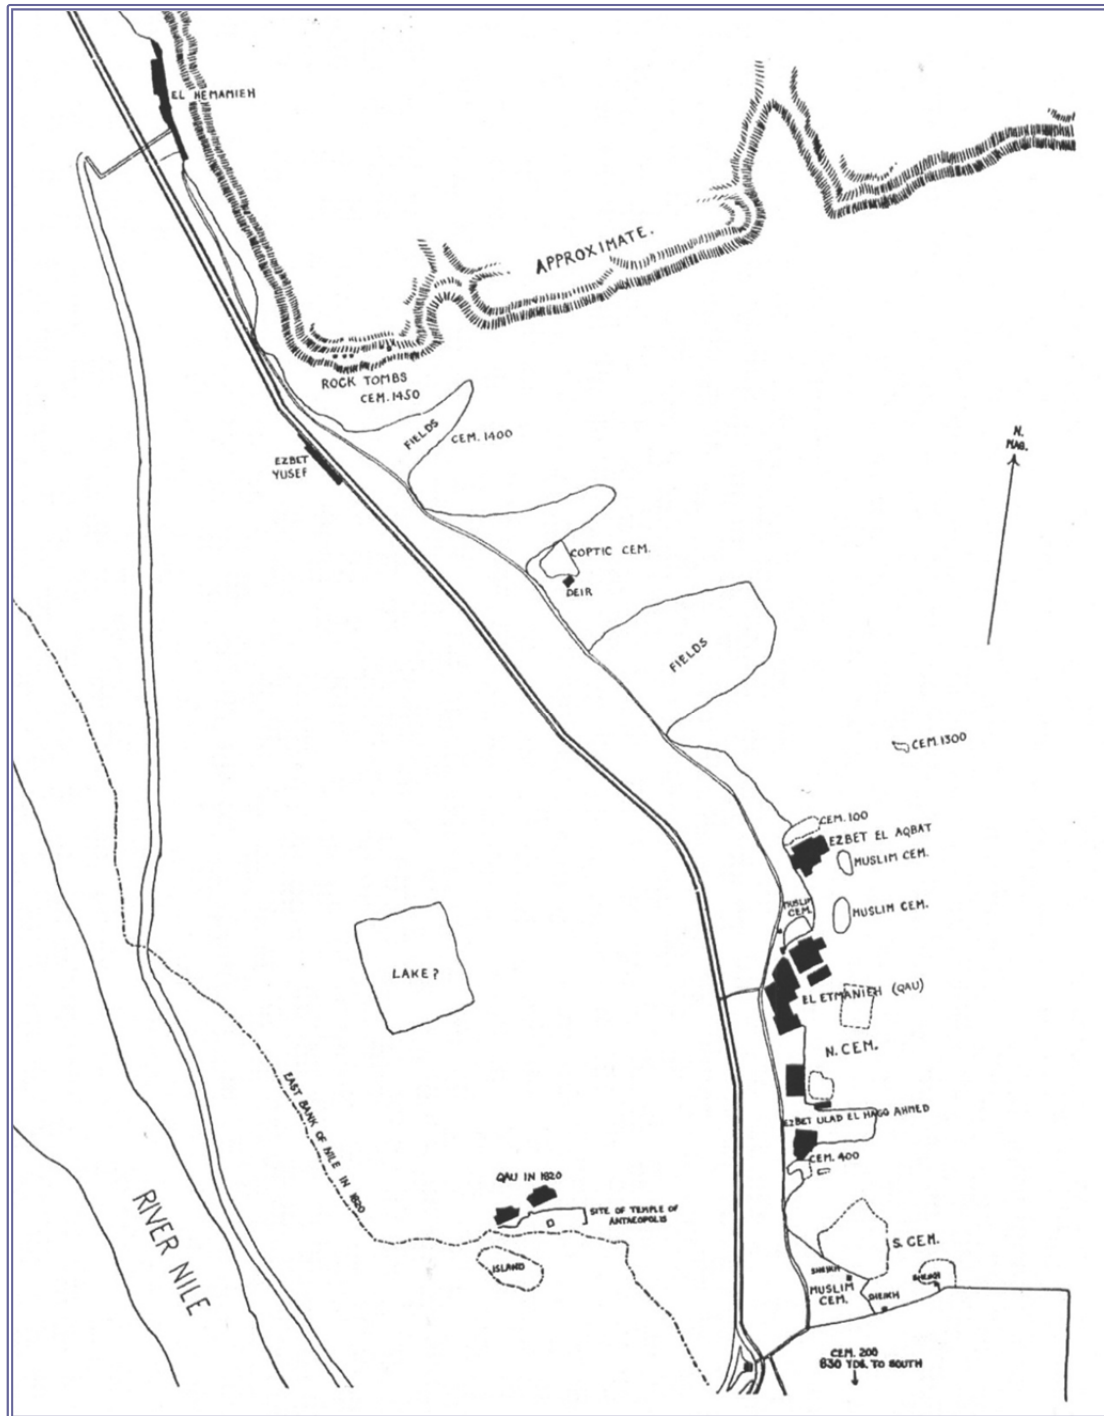 EL HEMAMIEH
APPROXIMATE.
ROCK TOMBS
CEM. 1450
FIELDS
CEM. 1400
N.
MAG.
EZBET
YUSEF
COPTIC CEM.
DEIR
FIELDS
CEM. 1300
CEM. 100
EZBET EL AQBAT
MUSLIM CEM.
MUSLIM
CEM.
MUSLIM CEM.
LAKE?
EL ETMANIEH (QAU)
N. CEM.
EAST BANK OF NILE IN 1820
EZBET ULAD EL HAGG AHMED
CEM. 400
QAU IN 1820
SITE OF TEMPLE OF
ANTAEOPOLIS
RIVER NILE
ISLAND
S. CEM.
SHEIKH
SHEIKH
MUSLIM
CEM.
SHEIKH
CEM. 200
830 YDS. TO SOUTH